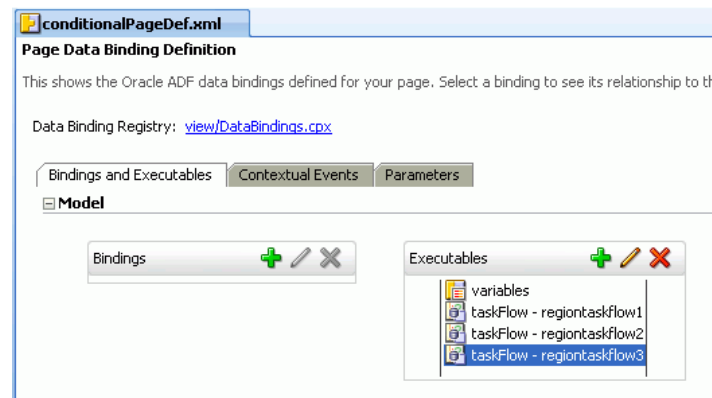 conditionalPageDef.xml
Page Data Binding Definition
This shows the Oracle ADF data bindings defined for your page. Select a binding to see its relationship to
Data Binding Registry: view/DataBindings.cpx
Bindings and Executables Contextual Events Parameters
Model
Bindings Executables
variables
taskFlow - regiontaskflow1
taskFlow - regiontaskflow2
taskFlow - regiontaskflow3